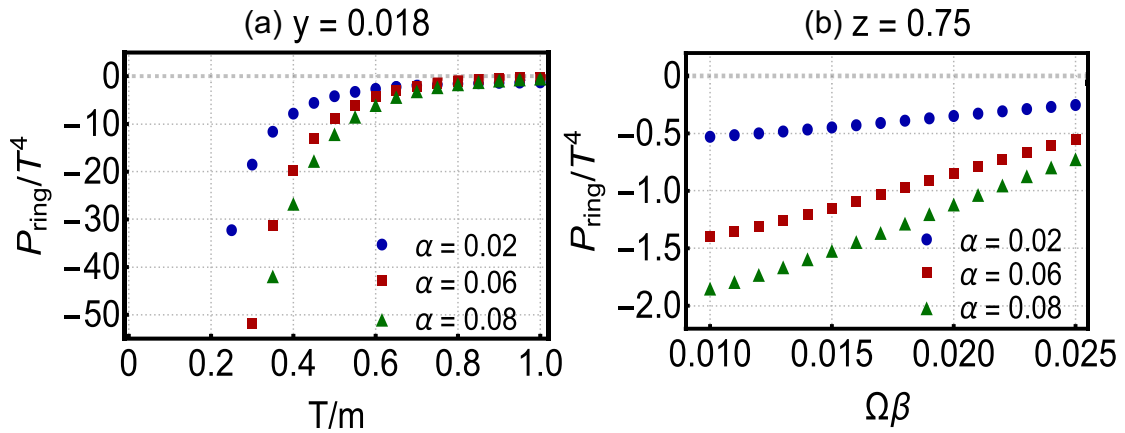 (a) y = 0.018
P_ring/T^4
0
−10
−20
−30
−40
−50
0
0.2
0.4
0.6
0.8
1.0
T/m
α = 0.02
α = 0.06
α = 0.08
(b) z = 0.75
P_ring/T^4
0
−0.5
−1.0
−1.5
−2.0
0.010
0.015
0.020
0.025
Ωβ
α = 0.02
α = 0.06
α = 0.08